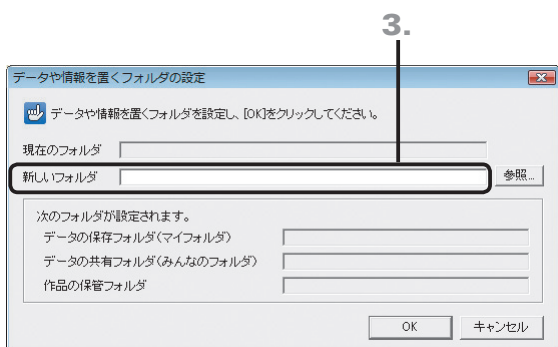 3.
データや情報を置くフォルダの設定
データや情報を置くフォルダを設定し、[OK]をクリックしてください。
現在のフォルダ
新しいフォルダ
参照...
次のフォルダが設定されます。
データの保存フォルダ(マイフォルダ)
データの共有フォルダ(みんなのフォルダ)
作品の保管フォルダ
OK
キャンセル